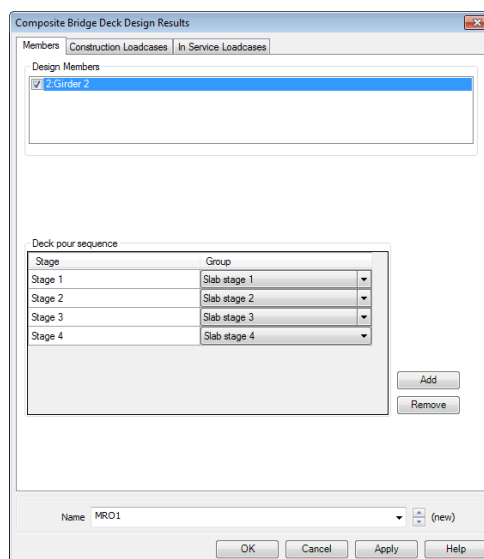 Composite Bridge Deck Design Results
Members Construction Loadcases In Service Loadcases
Design Members
2:Girder 2
Deck pour sequence
Stage Group
Stage 1 Slab stage 1
Stage 2 Slab stage 2
Stage 3 Slab stage 3
Stage 4 Slab stage 4
Add
Remove
Name MRO1 (new)
OK Cancel Apply Help